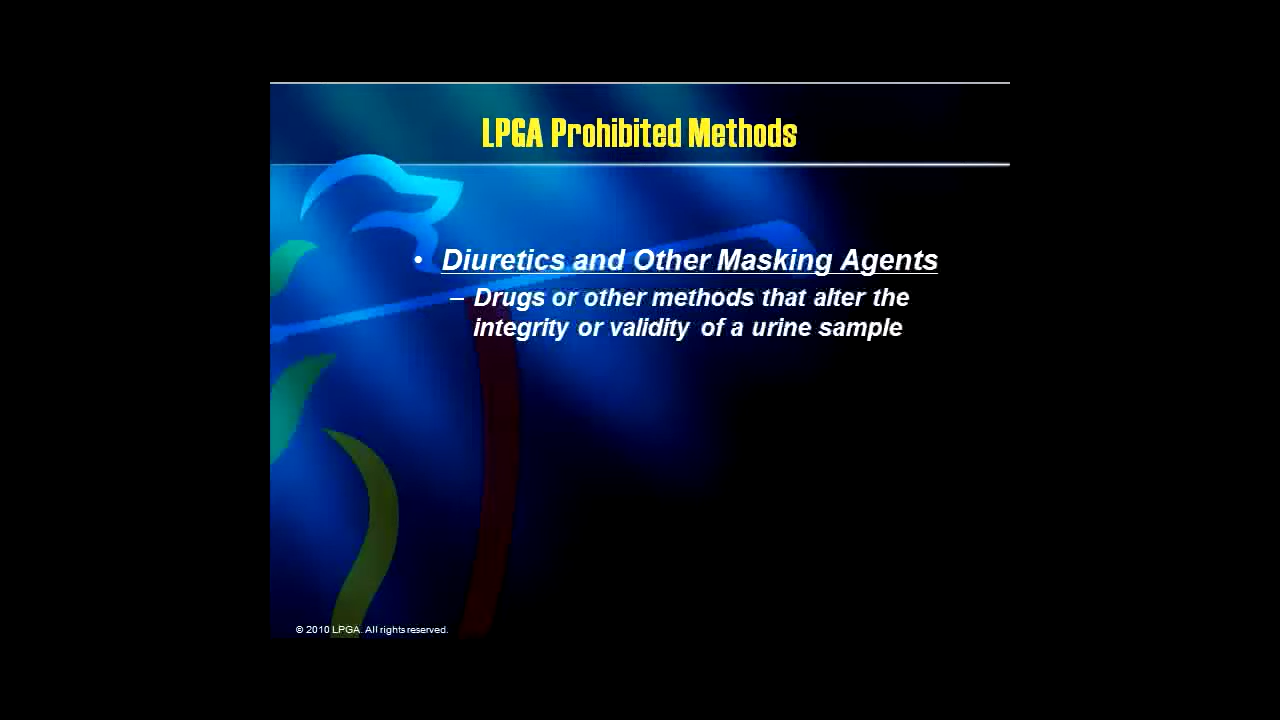 LPGA Prohibited Methods
• Diuretics and Other Masking Agents
– Drugs or other methods that alter the
integrity or validity of a urine sample
© 2010 LPGA. All rights reserved.